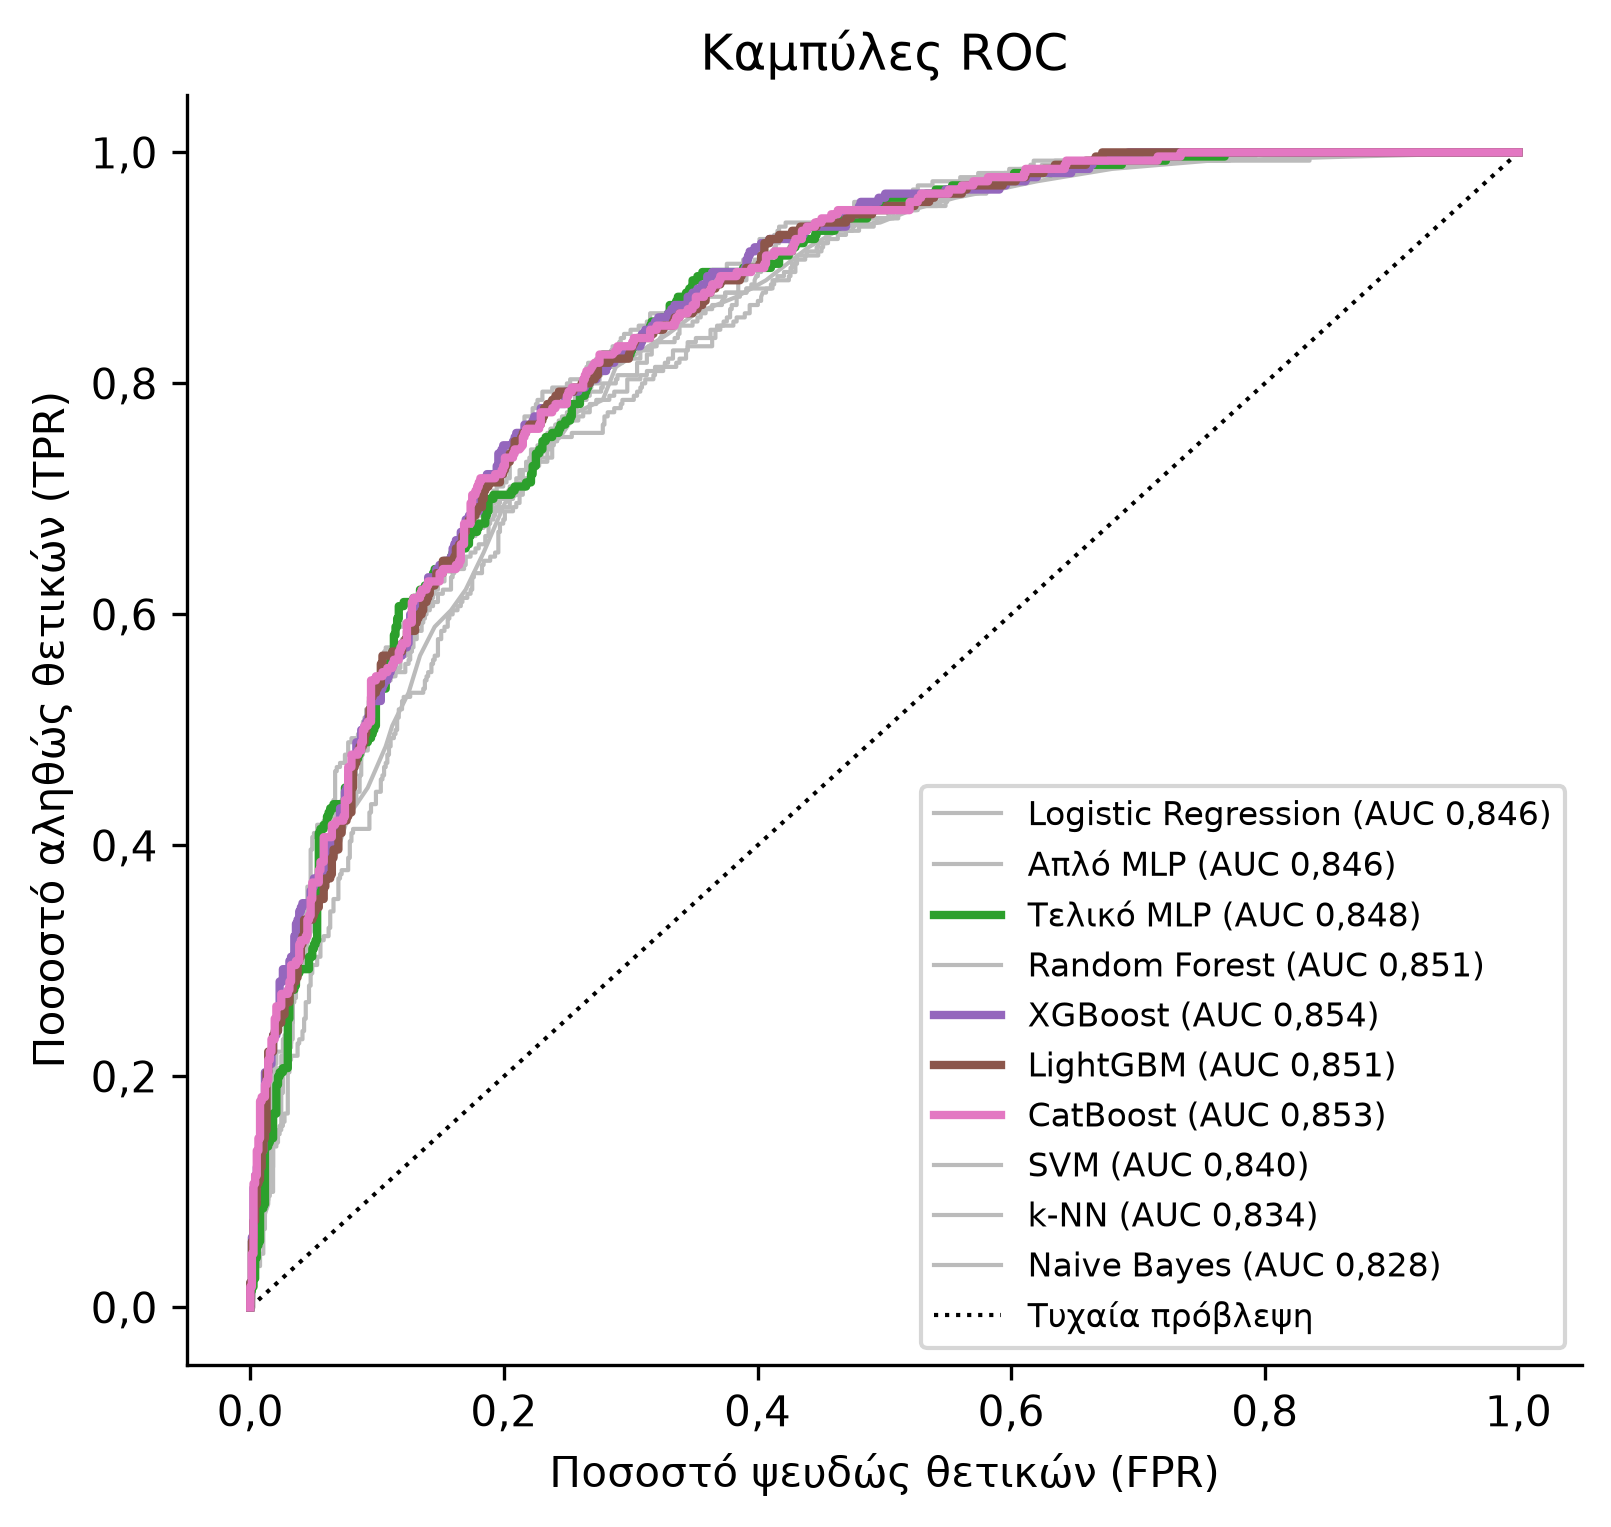 Καμπύλες ROC
Ποσοστό αληθώς θετικών (TPR)
1,0
0,8
0,6
0,4
0,2
0,0
Logistic Regression (AUC 0,846)
Απλό MLP (AUC 0,846)
Τελικό MLP (AUC 0,848)
Random Forest (AUC 0,851)
XGBoost (AUC 0,854)
LightGBM (AUC 0,851)
CatBoost (AUC 0,853)
SVM (AUC 0,840)
k-NN (AUC 0,834)
Naive Bayes (AUC 0,828)
Τυχαία πρόβλεψη
0,0 0,2 0,4 0,6 0,8 1,0
Ποσοστό ψευδώς θετικών (FPR)